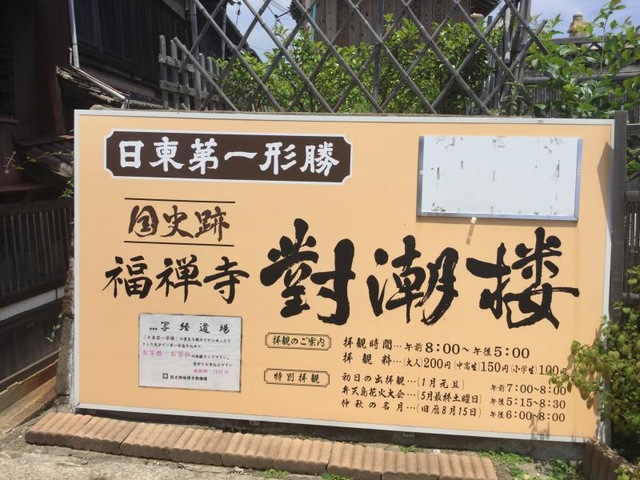 日東第一形勝
国史跡
福禅寺 對潮楼
写経道場
拝観のご案内
拝観時間…午前8:00〜午後5:00
拝観料…(大人)200円(中高生)150円(小学生)100円
特別拝観
初日の出拝観…(1月元旦) 午前7:00〜8:00
弁天島花火大会…(5月最終土曜日) 午後5:15〜8:30
仲秋の名月…(旧暦8月15日) 午後6:00〜8:00